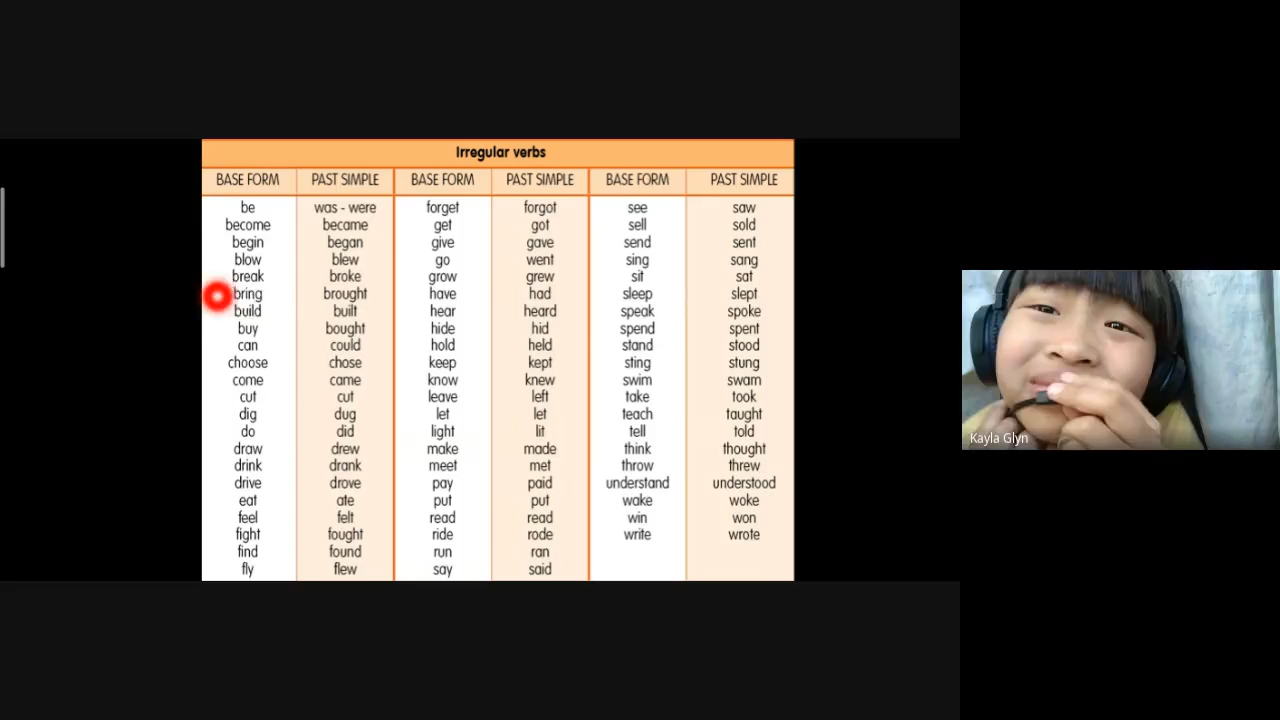 Irregular verbs
BASE FORM PAST SIMPLE BASE FORM PAST SIMPLE BASE FORM PAST SIMPLE
be was - were forget forgot see saw
become became get got sell sold
begin began give gave send sent
blow blew go went sing sang
break broke grow grew sit sat
bring brought have had sleep slept
build built hear heard speak spoke
buy bought hide hid spend spent
can could hold held stand stood
choose chose keep kept sting stung
come came know knew swim swam
cut cut leave left take took
dig dug let let teach taught
do did light lit tell told
draw drew make made think thought
drink drank meet met throw threw
drive drove pay paid understand understood
eat ate put put wake woke
feel felt read read win won
fight fought ride rode write wrote
find found run ran
fly flew say said
Kayla Glyn